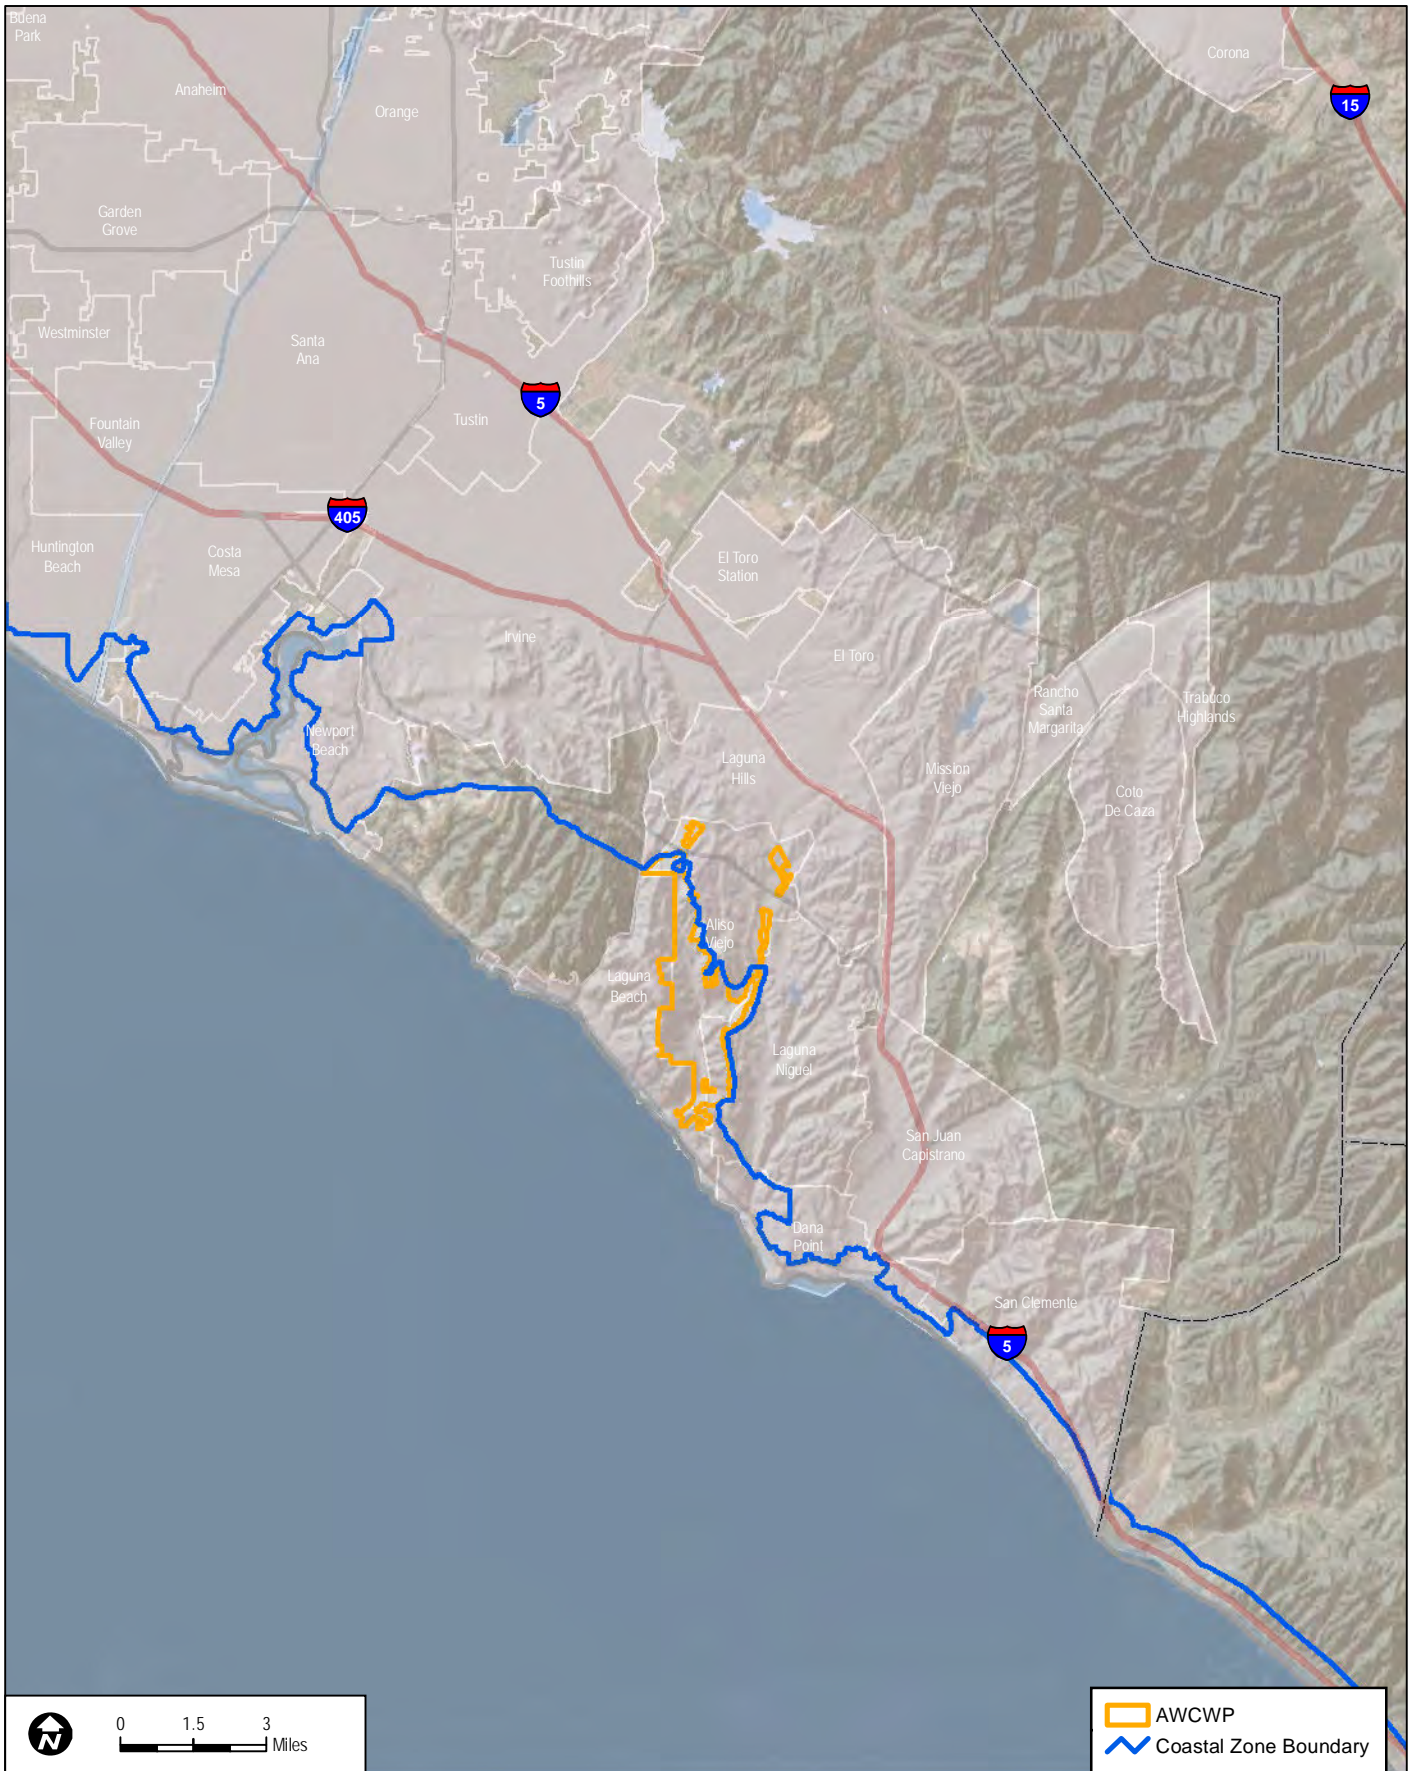 Buena
Park
Corona
Anaheim
15
Orange
Garden
Grove
Tustin
Foothills
Westminster
Santa
Ana
5
Tustin
Fountain
Valley
405
Huntington
Beach
Costa
Mesa
El Toro
Station
Irvine
El Toro
Rancho
Santa
Margarita
Trabuco
Highlands
Newport
Beach
Laguna
Hills
Mission
Viejo
Coto
De Caza
Aliso
Viejo
Laguna
Beach
Laguna
Niguel
San Juan
Capistrano
Dana
Point
San Clemente
5
N
0 1.5 3
Miles
AWCWP
Coastal Zone Boundary